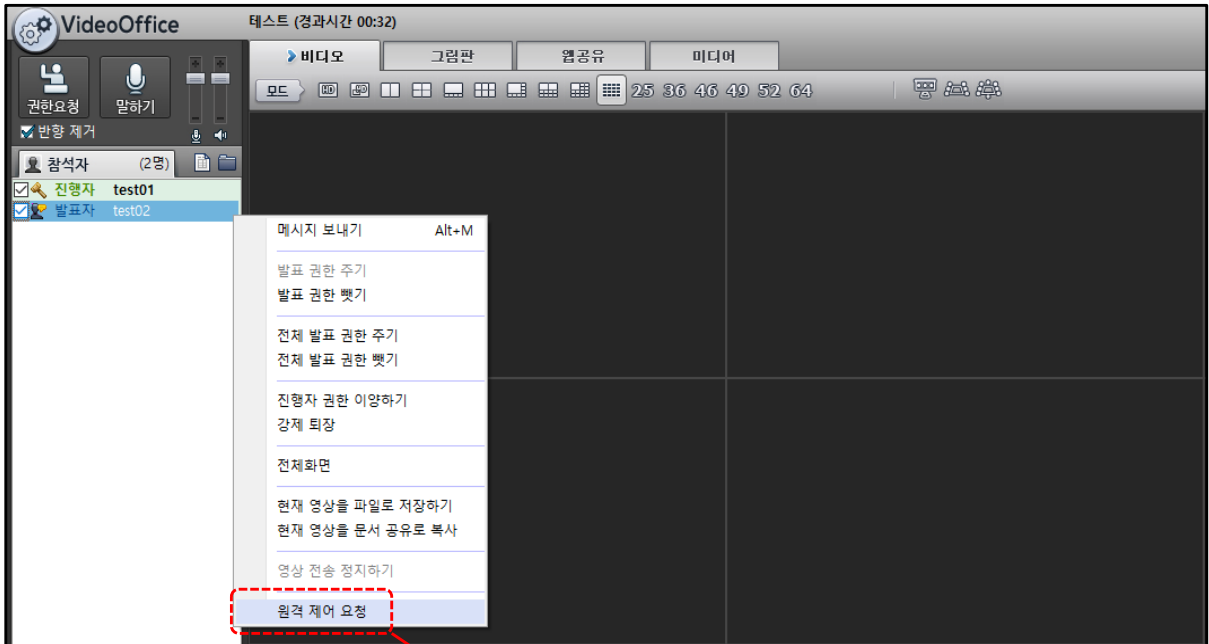 VideoOffice
테스트 (경과시간 00:32)
비디오 그림판 웹공유 미디어
권한요청 말하기
모드 HD HD 25 36 46 49 52 64
반향 제거
참석자 (2명)
진행자 test01
발표자 test02
메시지 보내기 Alt+M
발표 권한 주기
발표 권한 뺏기
전체 발표 권한 주기
전체 발표 권한 뺏기
진행자 권한 이양하기
강제 퇴장
전체화면
현재 영상을 파일로 저장하기
현재 영상을 문서 공유로 복사
영상 전송 정지하기
원격 제어 요청